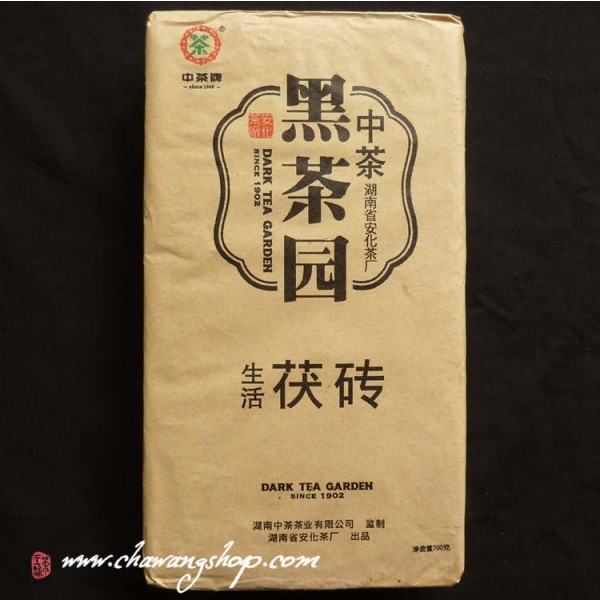 茶
中茶牌
since 1949
安化
茶厂
黑茶园
DARK TEA GARDEN
SINCE 1902
中茶
湖南省安化茶厂
生活
茯砖
DARK TEA GARDEN
SINCE 1902
湖南中茶茶业有限公司 监制
湖南省安化茶厂 出品
净含量700克
www.chawangshop.com